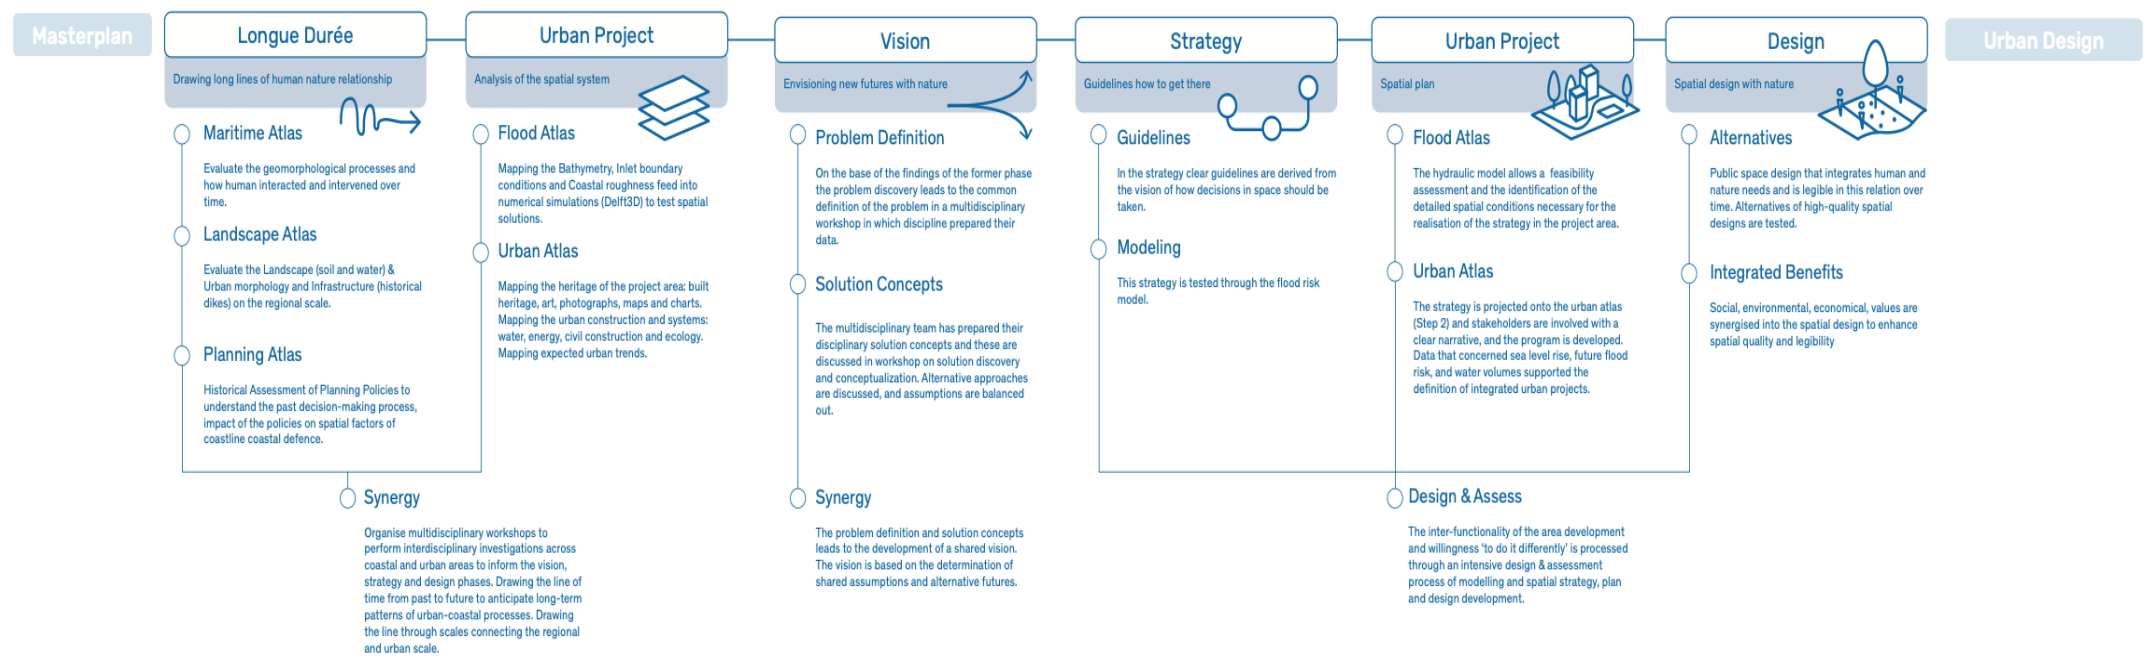 Masterplan
Longue Durée
Drawing long lines of human nature relationship
Maritime Atlas
Evaluate the geomorphological processes and
how human interacted and intervened over
time.
Landscape Atlas
Evaluate the Landscape (soil and water) &
Urban morphology and Infrastructure (historical
dikes) on the regional scale.
Planning Atlas
Historical Assessment of Planning Policies to
understand the past decision-making process,
impact of the policies on spatial factors of
coastline coastal defence.
Urban Project
Analysis of the spatial system
Flood Atlas
Mapping the Bathymetry, Inlet boundary
conditions and Coastal roughness feed into
numerical simulations (Delft3D) to test spatial
solutions.
Urban Atlas
Mapping the heritage of the project area: built
heritage, art, photographs, maps and charts.
Mapping the urban construction and systems:
water, energy, civil construction and ecology.
Mapping expected urban trends.
Synergy
Organise multidisciplinary workshops to
perform interdisciplinary investigations across
coastal and urban areas to inform the vision,
strategy and design phases. Drawing the line of
time from past to future to anticipate long-term
patterns of urban-coastal processes. Drawing
the line through scales connecting the regional
and urban scale.
Vision
Envisioning new futures with nature
Problem Definition
On the base of the findings of the former phase
the problem discovery leads to the common
definition of the problem in a multidisciplinary
workshop in which discipline prepared their
data.
Solution Concepts
The multidisciplinary team has prepared their
disciplinary solution concepts and these are
discussed in workshop on solution discovery
and conceptualization. Alternative approaches
are discussed, and assumptions are balanced
out.
Synergy
The problem definition and solution concepts
leads to the development of a shared vision.
The vision is based on the determination of
shared assumptions and alternative futures.
Strategy
Guidelines how to get there
Guidelines
In the strategy clear guidelines are derived from
the vision of how decisions in space should be
taken.
Modeling
This strategy is tested through the flood risk
model.
Urban Project
Spatial plan
Flood Atlas
The hydraulic model allows a feasibility
assessment and the identification of the
detailed spatial conditions necessary for the
realisation of the strategy in the project area.
Urban Atlas
The strategy is projected onto the urban atlas
(Step 2) and stakeholders are involved with a
clear narrative, and the program is developed.
Data that concerned sea level rise, future flood
risk, and water volumes supported the
definition of integrated urban projects.
Design & Assess
The inter-functionality of the area development
and willingness ‘to do it differently’ is processed
through an intensive design & assessment
process of modelling and spatial strategy, plan
and design development.
Design
Spatial design with nature
Alternatives
Public space design that integrates human and
nature needs and is legible in this relation over
time. Alternatives of high-quality spatial
designs are tested.
Integrated Benefits
Social, environmental, economical, values are
synergised into the spatial design to enhance
spatial quality and legibility
Urban Design